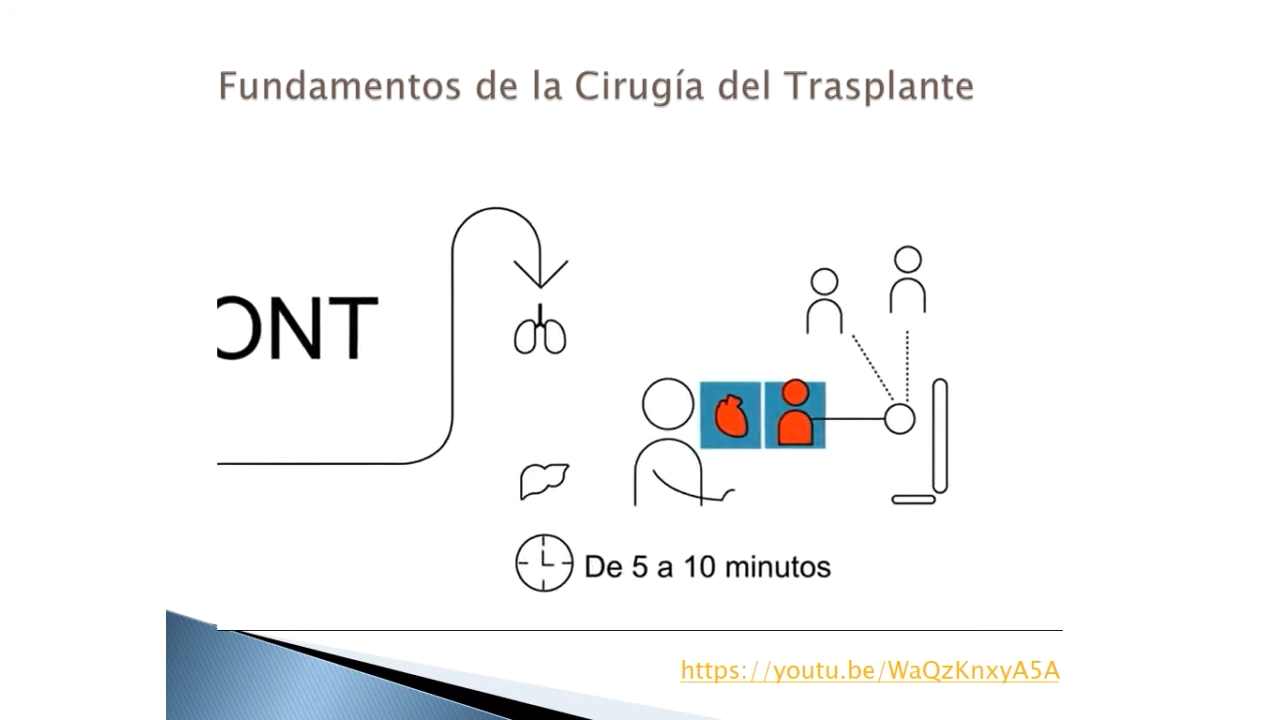 Fundamentos de la Cirugía del Trasplante
ONT
De 5 a 10 minutos
https://youtu.be/WaQzKnxyA5A